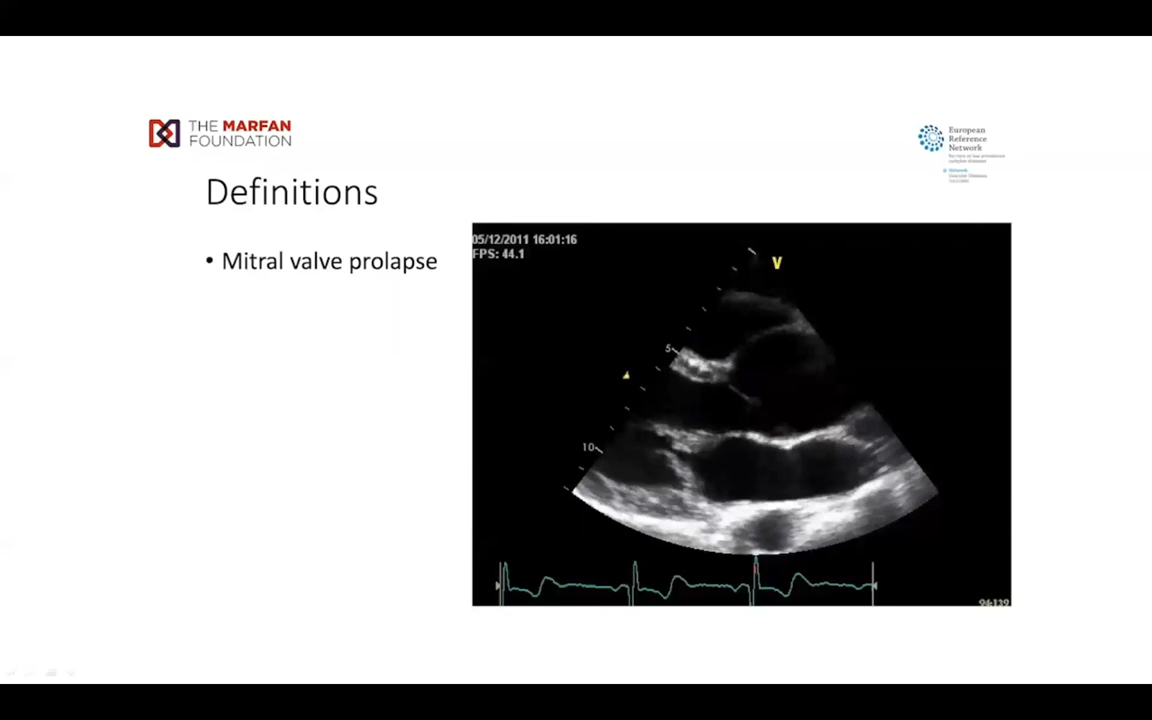 THE MARFAN
FOUNDATION
European
Reference
Network
Definitions
• Mitral valve prolapse
05/12/2011 16:01:16
FPS: 44.1
V
5
10